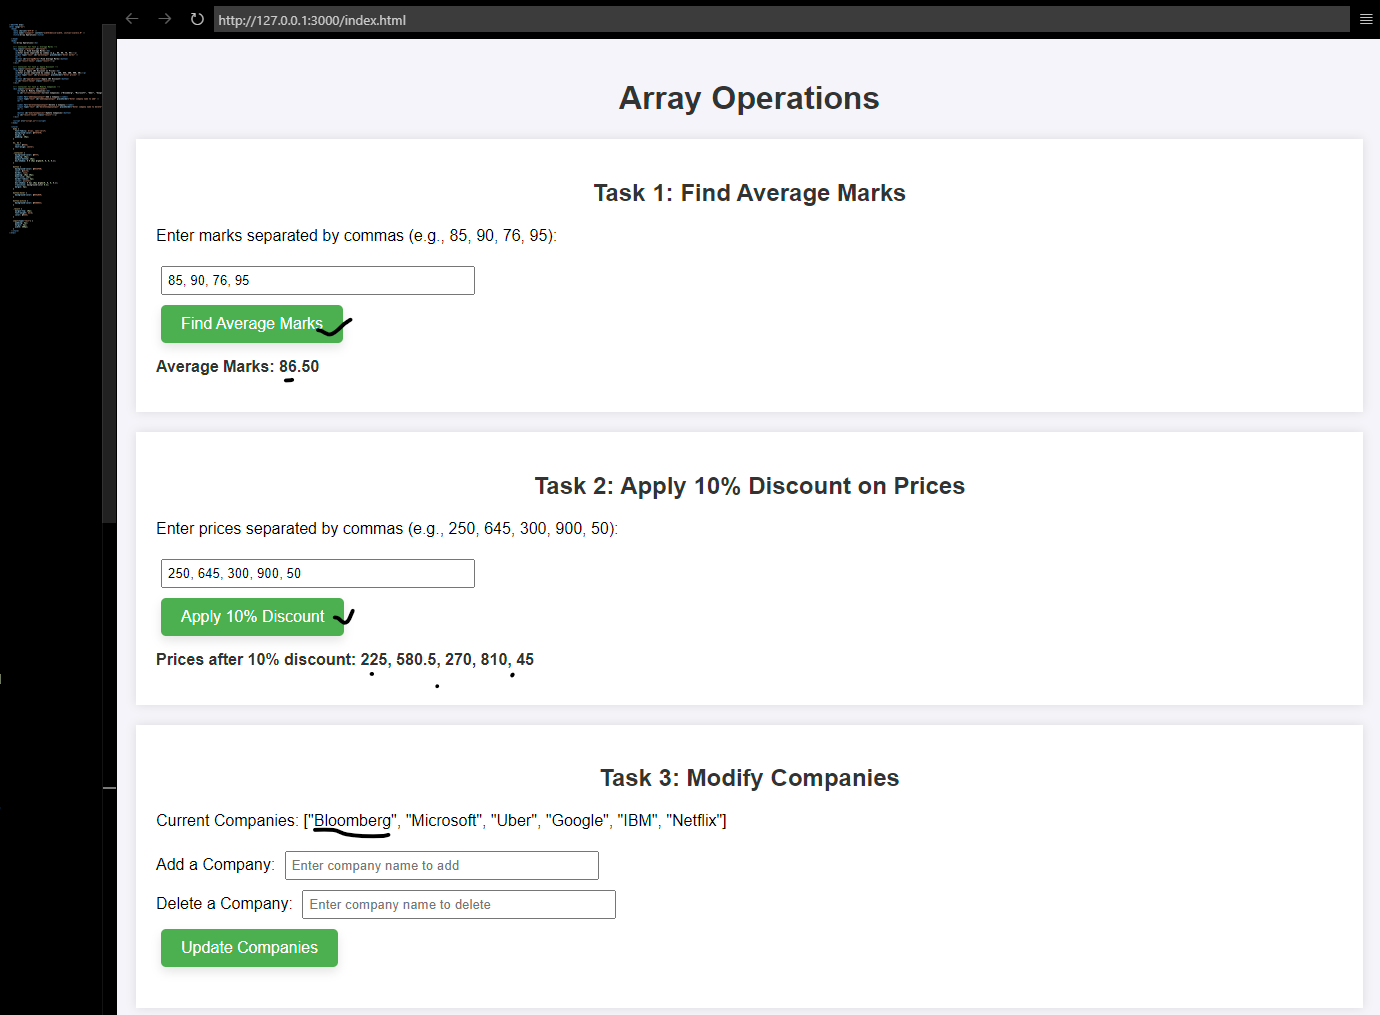 http://127.0.0.1:3000/index.html
Array Operations
Task 1: Find Average Marks
Enter marks separated by commas (e.g., 85, 90, 76, 95):
85, 90, 76, 95
Find Average Marks
Average Marks: 86.50
Task 2: Apply 10% Discount on Prices
Enter prices separated by commas (e.g., 250, 645, 300, 900, 50):
250, 645, 300, 900, 50
Apply 10% Discount
Prices after 10% discount: 225, 580.5, 270, 810, 45
Task 3: Modify Companies
Current Companies: ["Bloomberg", "Microsoft", "Uber", "Google", "IBM", "Netflix"]
Add a Company: Enter company name to add
Delete a Company: Enter company name to delete
Update Companies